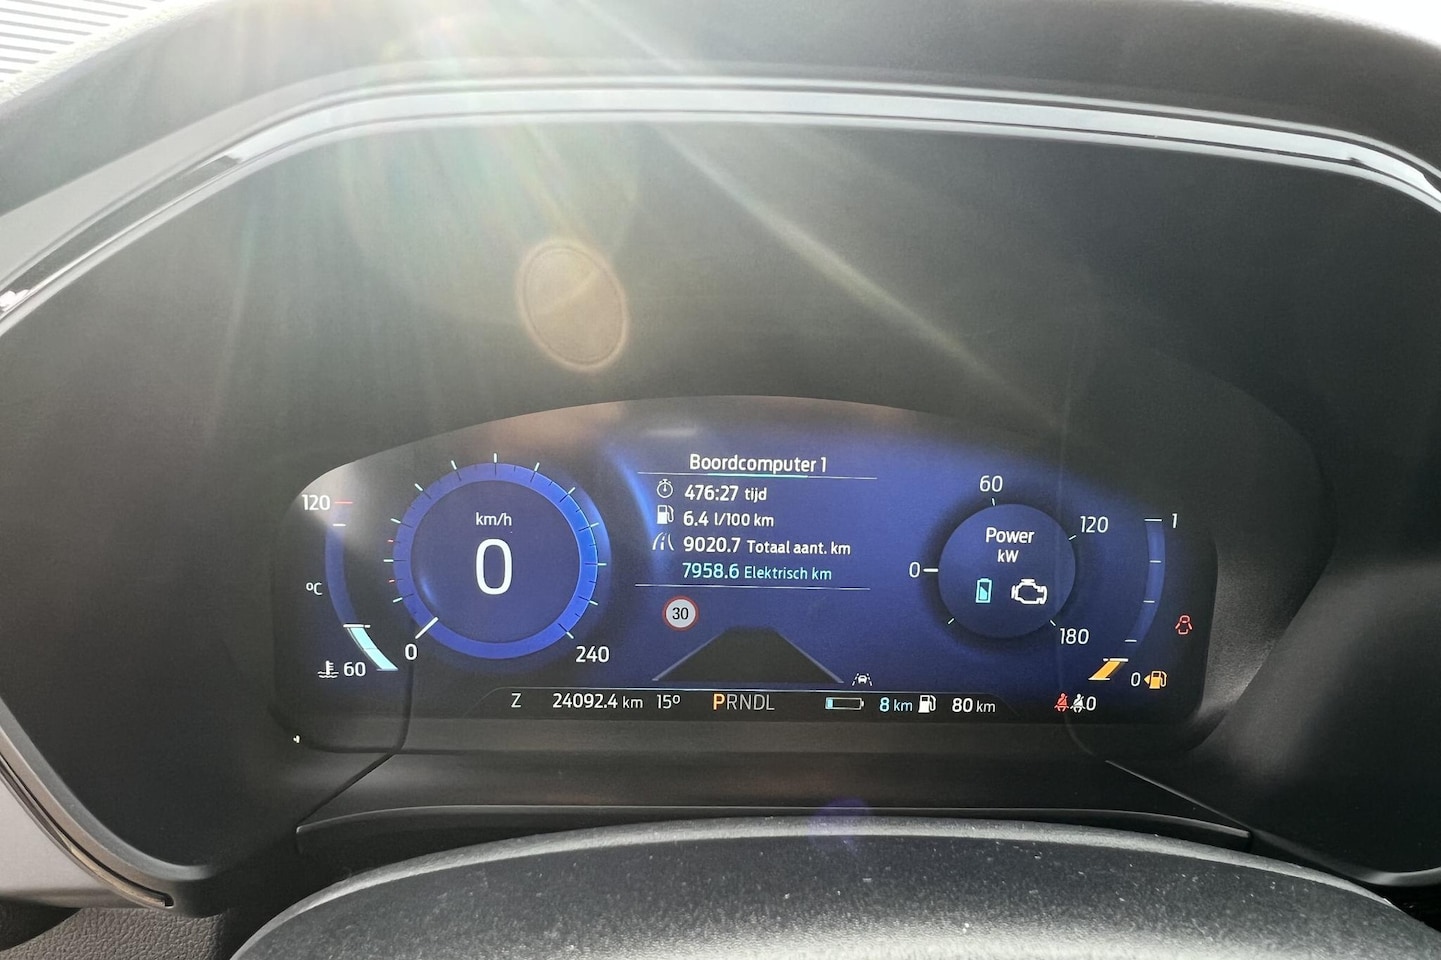 Boordcomputer 1
476:27 tijd
6.4 l/100 km
9020.7 Totaal aant. km
7958.6 Elektrisch km
120
ºC
60
km/h
0
0
240
30
60
120
0
Power
kW
180
1
0
Z 24092.4 km 15º PRNDL 8 km 80 km
0